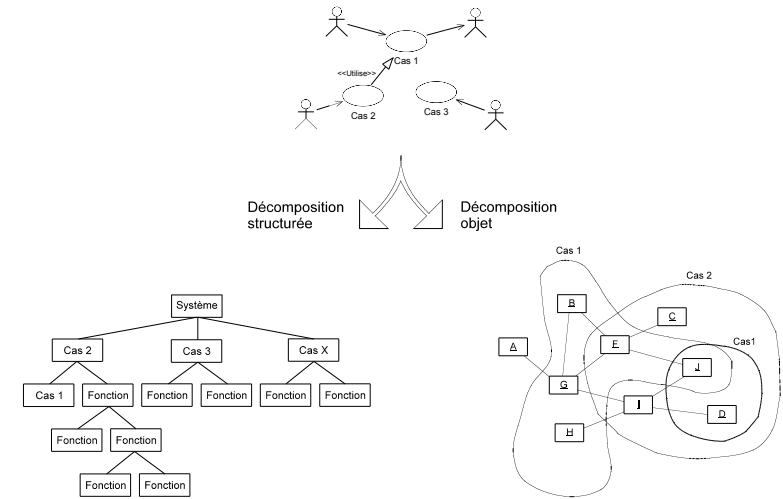 Cas 1
<<Utilise>>
Cas 2
Cas 3
Décomposition
structurée
Décomposition
objet
Système
Cas 2
Cas 3
Cas X
Cas 1
Fonction
Fonction
Fonction
Fonction
Fonction
Fonction
Fonction
Fonction
Fonction
Cas 1
Cas 2
B
C
A
F
Cas1
J
G
I
D
H